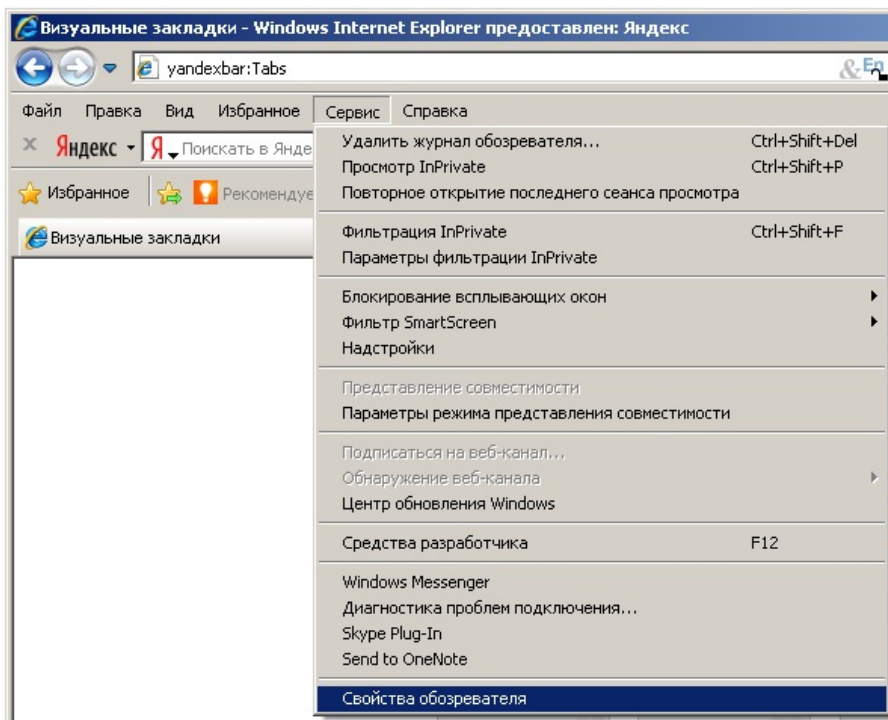 Визуальные закладки - Windows Internet Explorer предоставлен: Яндекс
yandexbar:Tabs
Файл Правка Вид Избранное Сервис Справка
Яндекс Я Поискать в Янде
Избранное Рекомендуе
Визуальные закладки
Удалить журнал обозревателя... Ctrl+Shift+Del
Просмотр InPrivate Ctrl+Shift+P
Повторное открытие последнего сеанса просмотра
Фильтрация InPrivate Ctrl+Shift+F
Параметры фильтрации InPrivate
Блокирование всплывающих окон
Фильтр SmartScreen
Надстройки
Представление совместимости
Параметры режима представления совместимости
Подписаться на веб-канал...
Обнаружение веб-канала
Центр обновления Windows
Средства разработчика F12
Windows Messenger
Диагностика проблем подключения...
Skype Plug-In
Send to OneNote
Свойства обозревателя